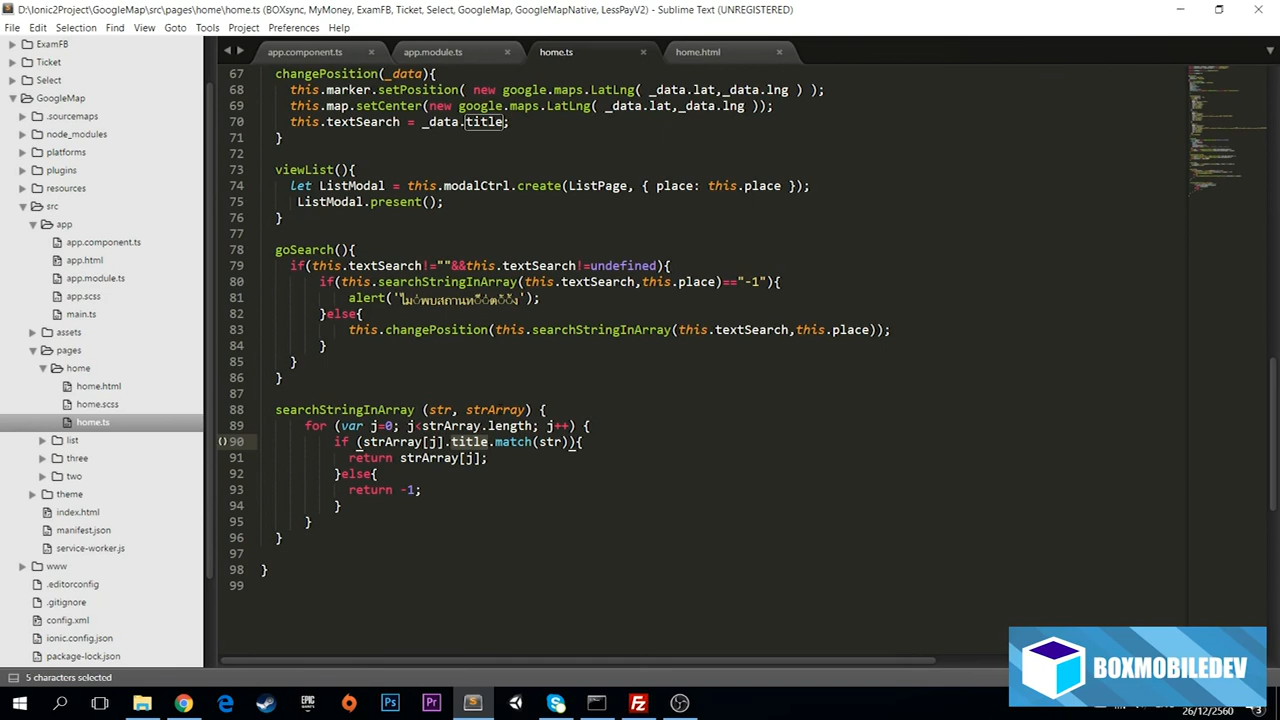 D:\Ionic2Project\GoogleMap\src\pages\home\home.ts (BOXsync, MyMoney, ExamFB, Ticket, Select, GoogleMap, GoogleMapNative, LessPayV2) - Sublime Text (UNREGISTERED)
File Edit Selection Find View Goto Tools Project Preferences Help
app.component.ts app.module.ts home.ts home.html
ExamFB
Ticket
Select
GoogleMap
.sourcemaps
node_modules
platforms
plugins
resources
src
app
app.component.ts
app.html
app.module.ts
app.scss
main.ts
assets
pages
home
home.html
home.scss
home.ts
list
three
two
theme
index.html
manifest.json
service-worker.js
www
.editorconfig
.gitignore
config.xml
ionic.config.json
package-lock.json
67 changePosition(_data){
68 this.marker.setPosition( new google.maps.LatLng( _data.lat,_data.lng ) );
69 this.map.setCenter(new google.maps.LatLng( _data.lat,_data.lng ));
70 this.textSearch = _data.title;
71 }
72
73 viewList(){
74 let ListModal = this.modalCtrl.create(ListPage, { place: this.place });
75 ListModal.present();
76 }
77
78 goSearch(){
79 if(this.textSearch!=""&&this.textSearch!=undefined){
80 if(this.searchStringInArray(this.textSearch,this.place)=="-1"){
81 alert('ไม่พบสถานที่ตั้ง');
82 }else{
83 this.changePosition(this.searchStringInArray(this.textSearch,this.place));
84 }
85 }
86 }
87
88 searchStringInArray (str, strArray) {
89 for (var j=0; j<strArray.length; j++) {
90 if (strArray[j].title.match(str)){
91 return strArray[j];
92 }else{
93 return -1;
94 }
95 }
96 }
97
98 }
99
BOXMOBILEDEV
5 characters selected
26/12/2560